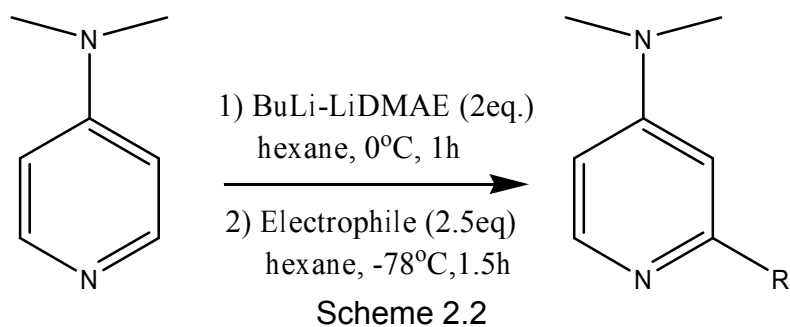 N
N
1) BuLi-LiDMAE (2eq.)
hexane, 0°C, 1h
2) Electrophile (2.5eq)
hexane, -78°C,1.5h
N
N
R
Scheme 2.2